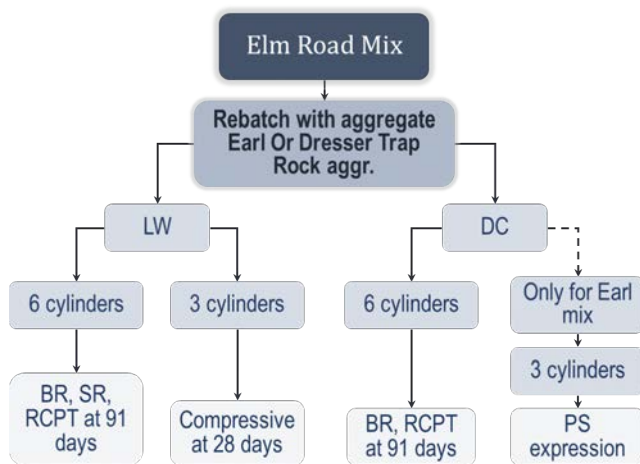 Elm Road Mix
Rebatch with aggregate
Earl Or Dresser Trap
Rock aggr.
LW
DC
6 cylinders
3 cylinders
6 cylinders
Only for Earl
mix
3 cylinders
BR, SR,
RCPT at 91
days
Compressive
at 28 days
BR, RCPT
at 91 days
PS
expression